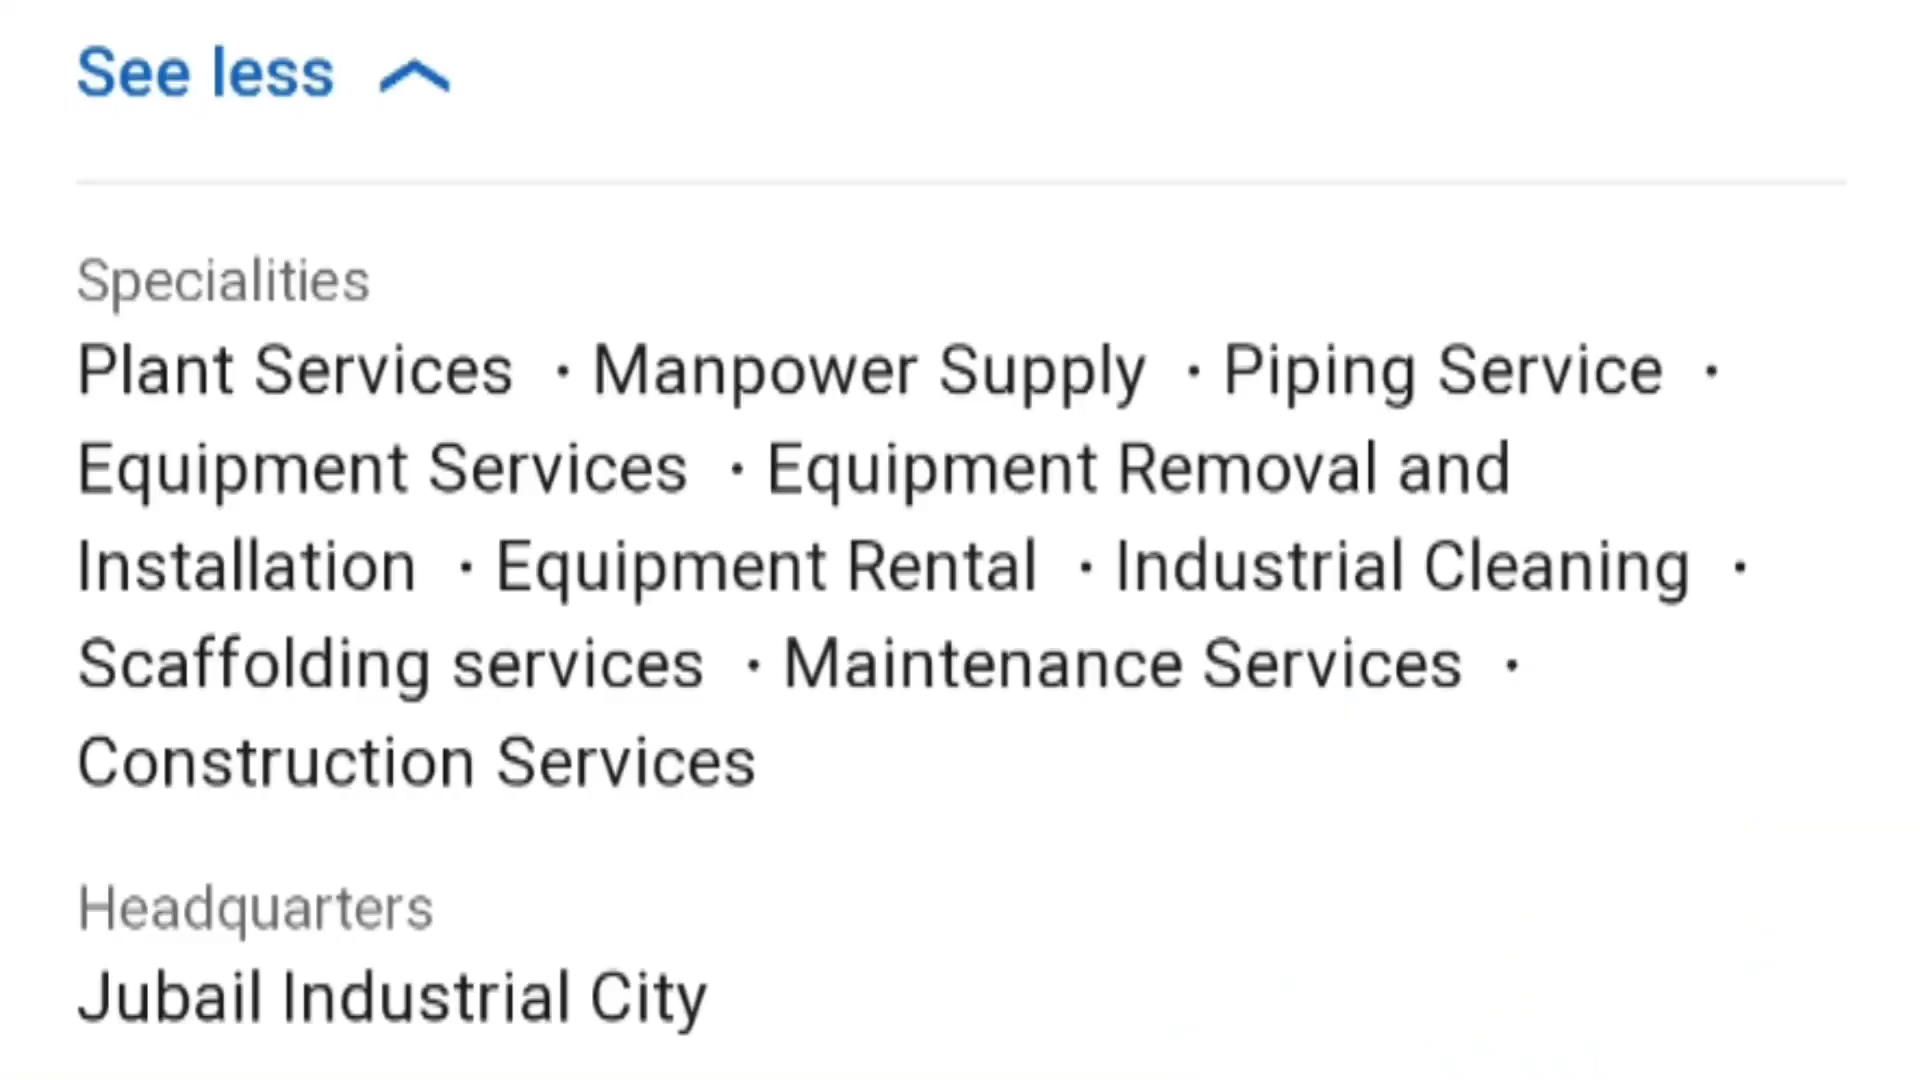 See less
Specialities
Plant Services · Manpower Supply · Piping Service ·
Equipment Services · Equipment Removal and
Installation · Equipment Rental · Industrial Cleaning ·
Scaffolding services · Maintenance Services ·
Construction Services
Headquarters
Jubail Industrial City